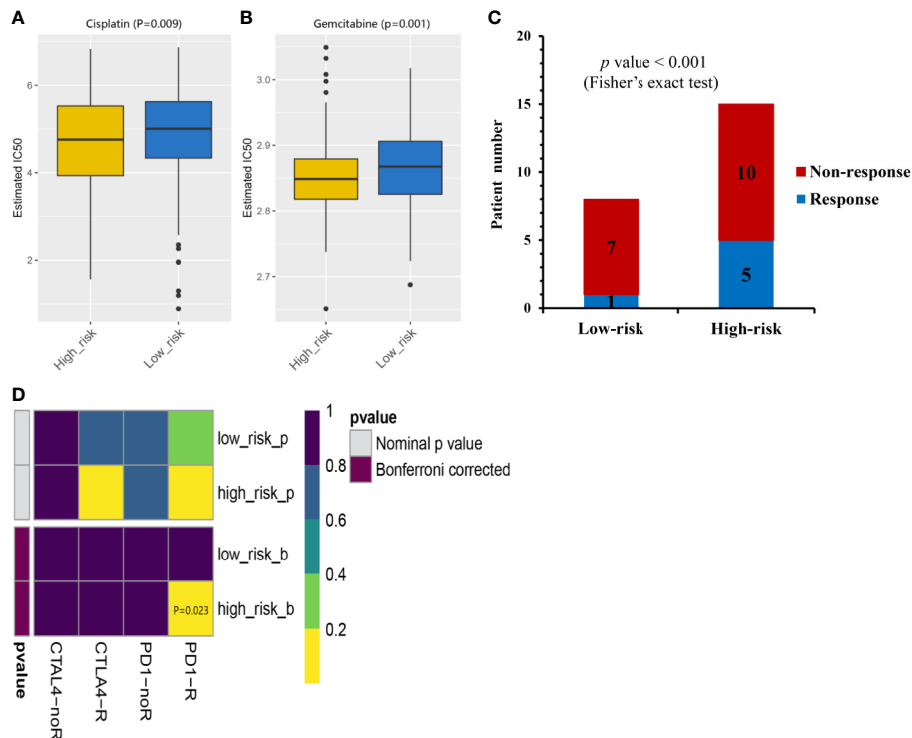 A
Cisplatin (P=0.009)
Estimated IC50
6
4
2
High_risk
Low_risk
B
Gemcitabine (p=0.001)
Estimated IC50
3.0
2.9
2.8
2.7
High_risk
Low_risk
C
Patient number
20
15
10
5
0
p value < 0.001
(Fisher's exact test)
7
1
10
5
Low-risk
High-risk
Non-response
Response
D
low_risk_p
high_risk_p
low_risk_b
high_risk_b
P=0.023
pvalue
CTAL4-noR
CTLA4-R
PD1-noR
PD1-R
1
0.8
0.6
0.4
0.2
pvalue
Nominal p value
Bonferroni corrected